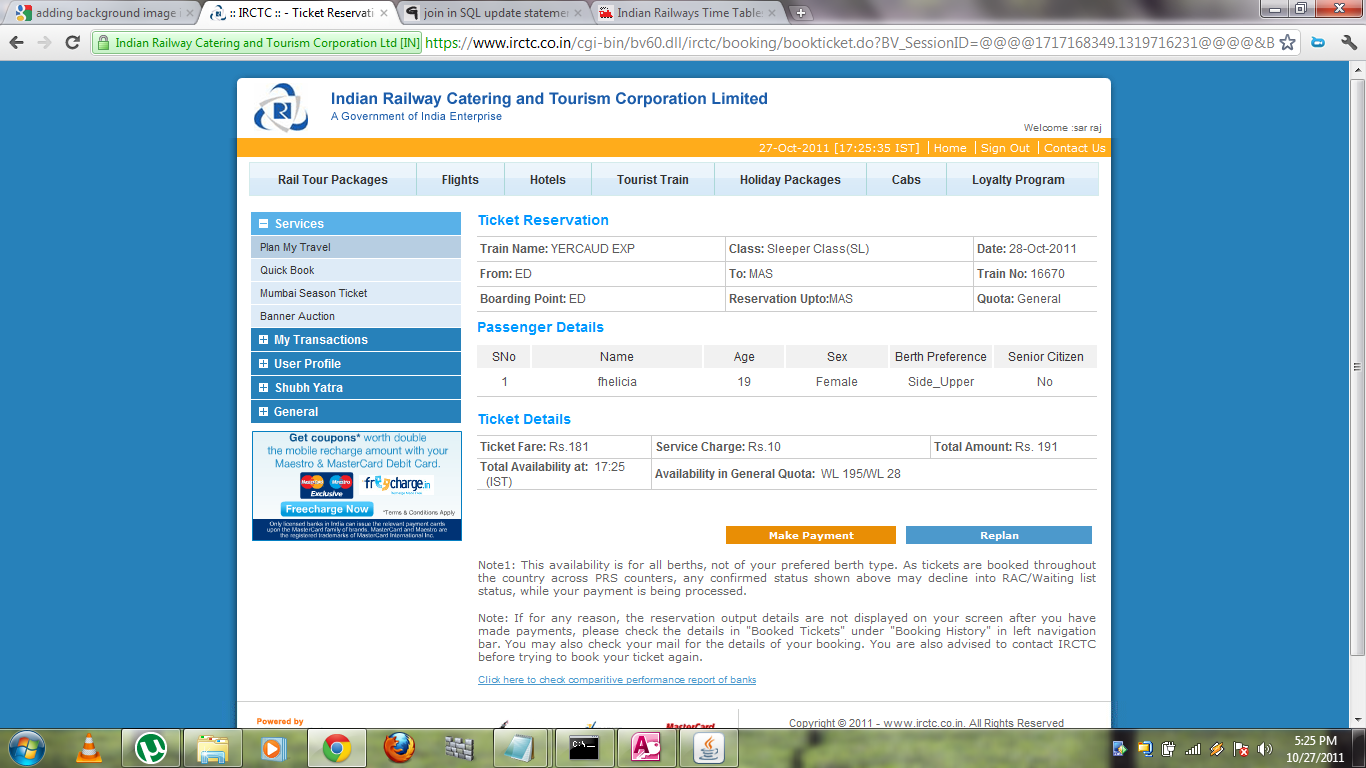 adding background image i
:: IRCTC :: - Ticket Reservati
join in SQL update stateme
Indian Railways Time Table
Indian Railway Catering and Tourism Corporation Ltd [IN]
https://www.irctc.co.in/cgi-bin/bv60.dll/irctc/booking/bookticket.do?BV_SessionID=@@@@1717168349.1319716231@@@@&B
Indian Railway Catering and Tourism Corporation Limited
A Government of India Enterprise
Welcome :sar raj
27-Oct-2011 [17:25:35 IST] | Home | Sign Out | Contact Us
Rail Tour Packages Flights Hotels Tourist Train Holiday Packages Cabs Loyalty Program
Services
Plan My Travel
Quick Book
Mumbai Season Ticket
Banner Auction
My Transactions
User Profile
Shubh Yatra
General
Get coupons* worth double
the mobile recharge amount with your
Maestro & MasterCard Debit Card.
MasterCard Maestro
Exclusive
freecharge.in
Freecharge Now
*Terms & Conditions Apply
Only licensed banks in India can issue the relevant payment cards
upon the MasterCard family of brands. MasterCard and Maestro are
the registered trademarks of MasterCard International Inc.
Ticket Reservation
Train Name: YERCAUD EXP Class: Sleeper Class(SL) Date: 28-Oct-2011
From: ED To: MAS Train No: 16670
Boarding Point: ED Reservation Upto:MAS Quota: General
Passenger Details
SNo Name Age Sex Berth Preference Senior Citizen
1 fhelicia 19 Female Side_Upper No
Ticket Details
Ticket Fare: Rs.181 Service Charge: Rs.10 Total Amount: Rs. 191
Total Availability at: 17:25
(IST)
Availability in General Quota: WL 195/WL 28
Make Payment Replan
Note1: This availability is for all berths, not of your prefered berth type. As tickets are booked throughout
the country across PRS counters, any confirmed status shown above may decline into RAC/Waiting list
status, while your payment is being processed.
Note: If for any reason, the reservation output details are not displayed on your screen after you have
made payments, please check the details in "Booked Tickets" under "Booking History" in left navigation
bar. You may also check your mail for the details of your booking. You are also advised to contact IRCTC
before trying to book your ticket again.
Click here to check comparitive performance report of banks
Powered by
MasterCard
Copyright © 2011 - www.irctc.co.in. All Rights Reserved
5:25 PM
10/27/2011